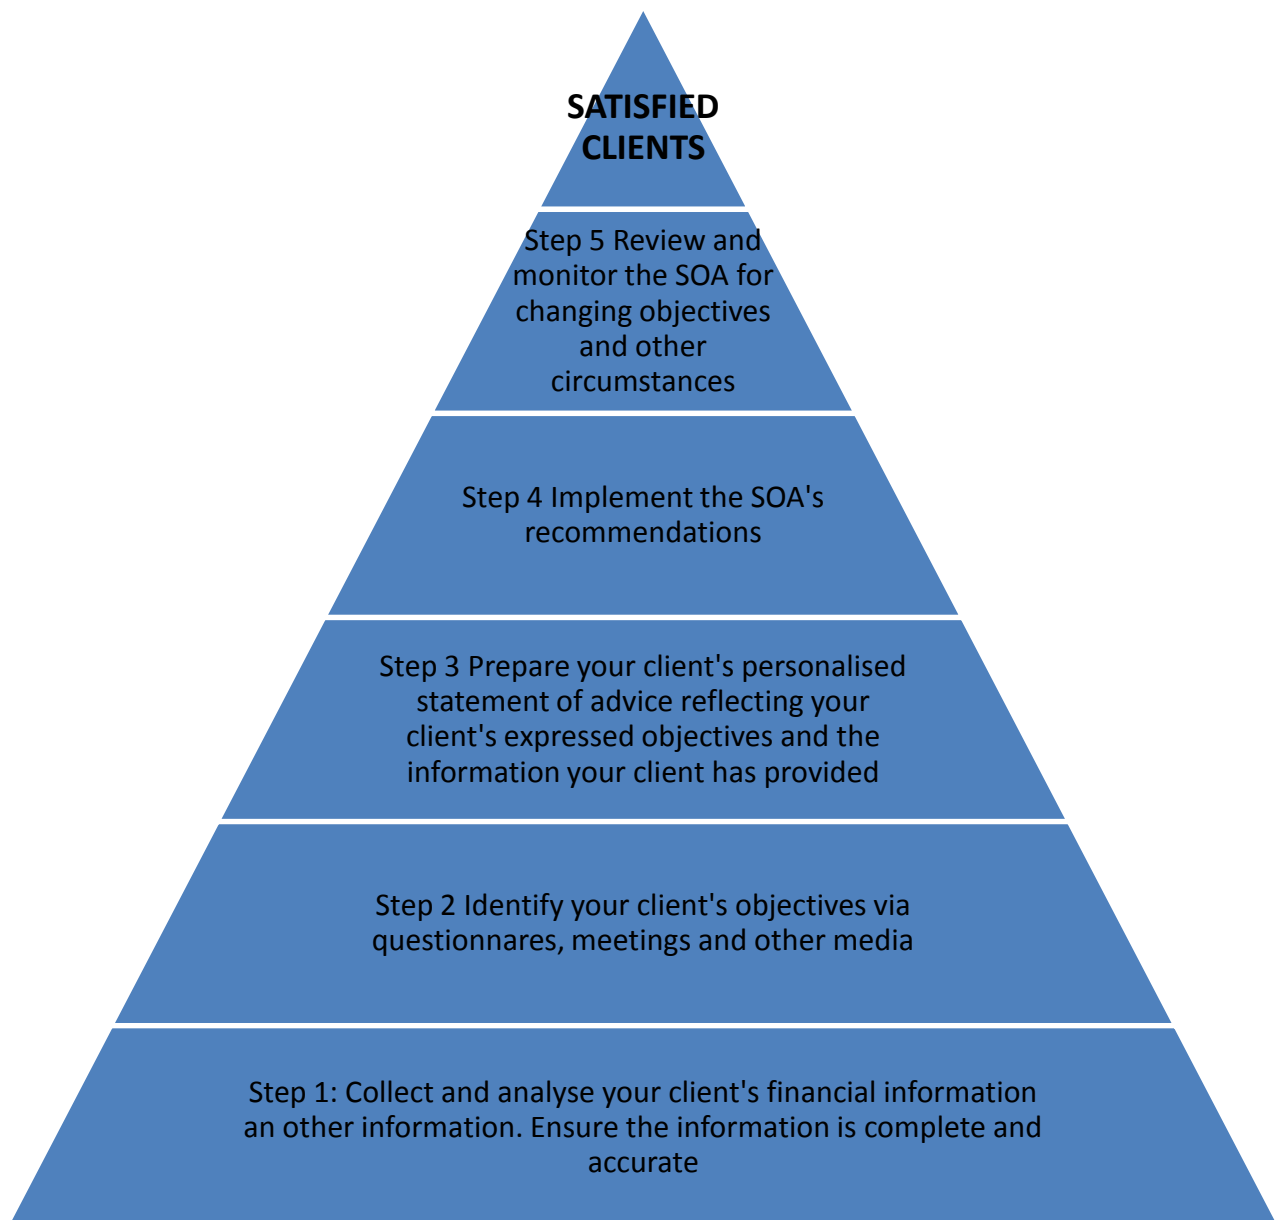 SATISFIED
CLIENTS
Step 5 Review and
monitor the SOA for
changing objectives
and other
circumstances
Step 4 Implement the SOA's
recommendations
Step 3 Prepare your client's personalised
statement of advice reflecting your
client's expressed objectives and the
information your client has provided
Step 2 Identify your client's objectives via
questionnares, meetings and other media
Step 1: Collect and analyse your client's financial information
an other information. Ensure the information is complete and
accurate